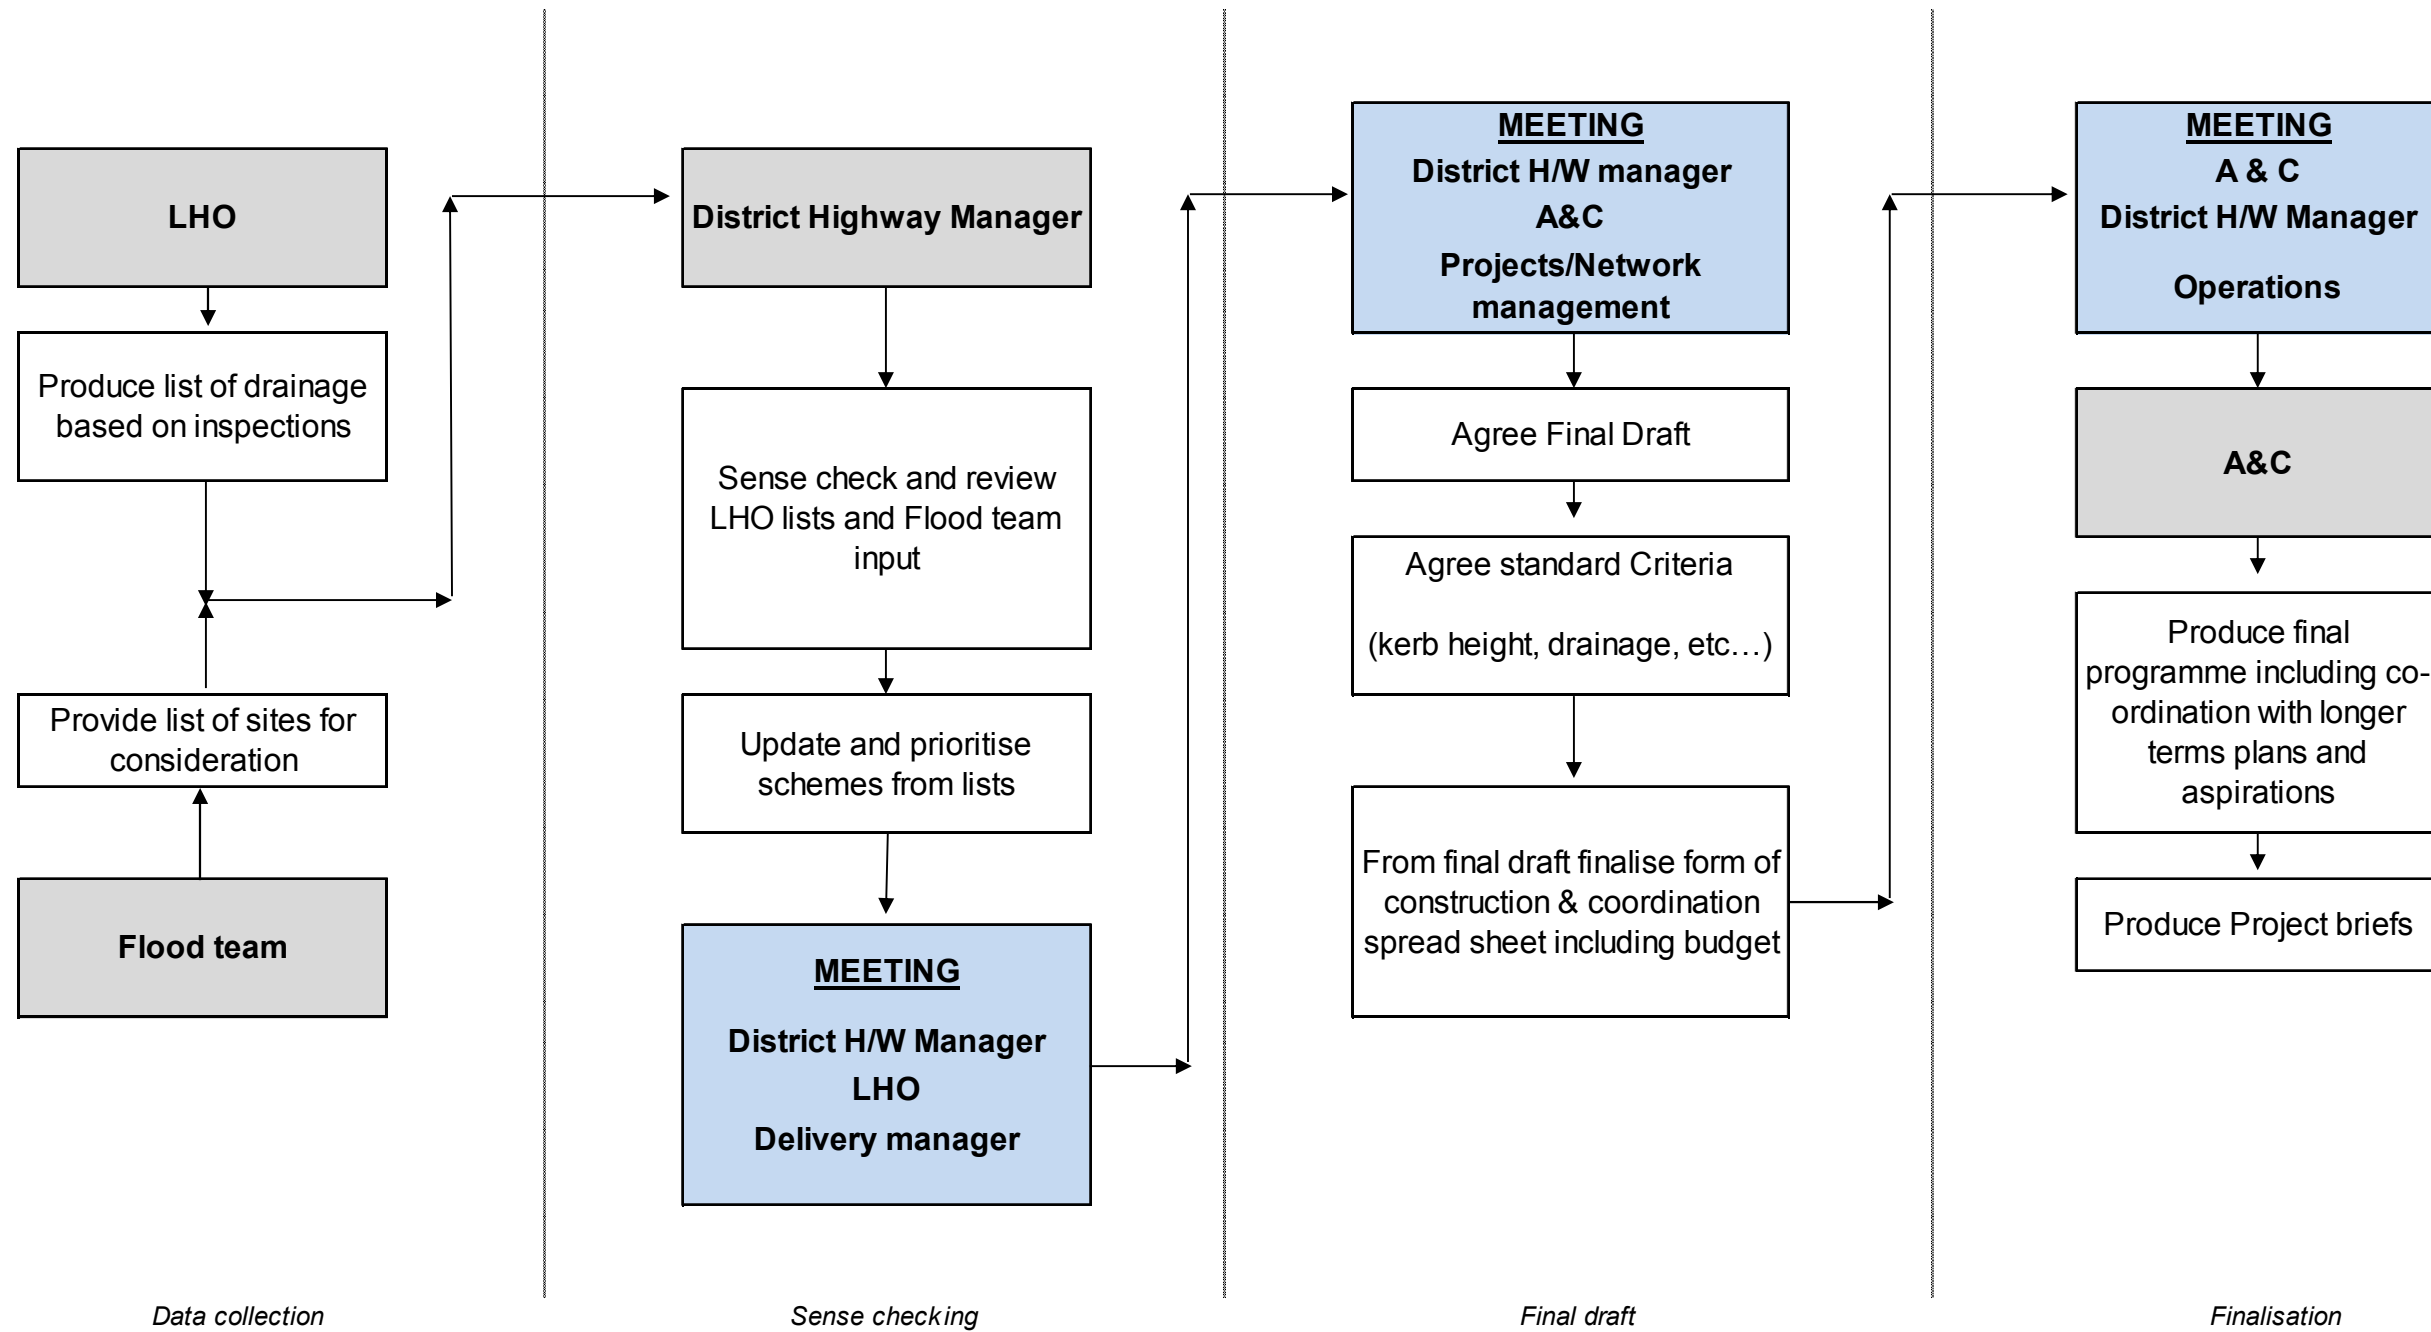 LHO
Produce list of drainage
based on inspections
Provide list of sites for
consideration
Flood team
Data collection
District Highway Manager
Sense check and review
LHO lists and Flood team
input
Update and prioritise
schemes from lists
MEETING
District H/W Manager
LHO
Delivery manager
Sense checking
MEETING
District H/W manager
A&C
Projects/Network
management
Agree Final Draft
Agree standard Criteria
(kerb height, drainage, etc…)
From final draft finalise form of
construction & coordination
spread sheet including budget
Final draft
MEETING
A & C
District H/W Manager
Operations
A&C
Produce final
programme including co-
ordination with longer
terms plans and
aspirations
Produce Project briefs
Finalisation